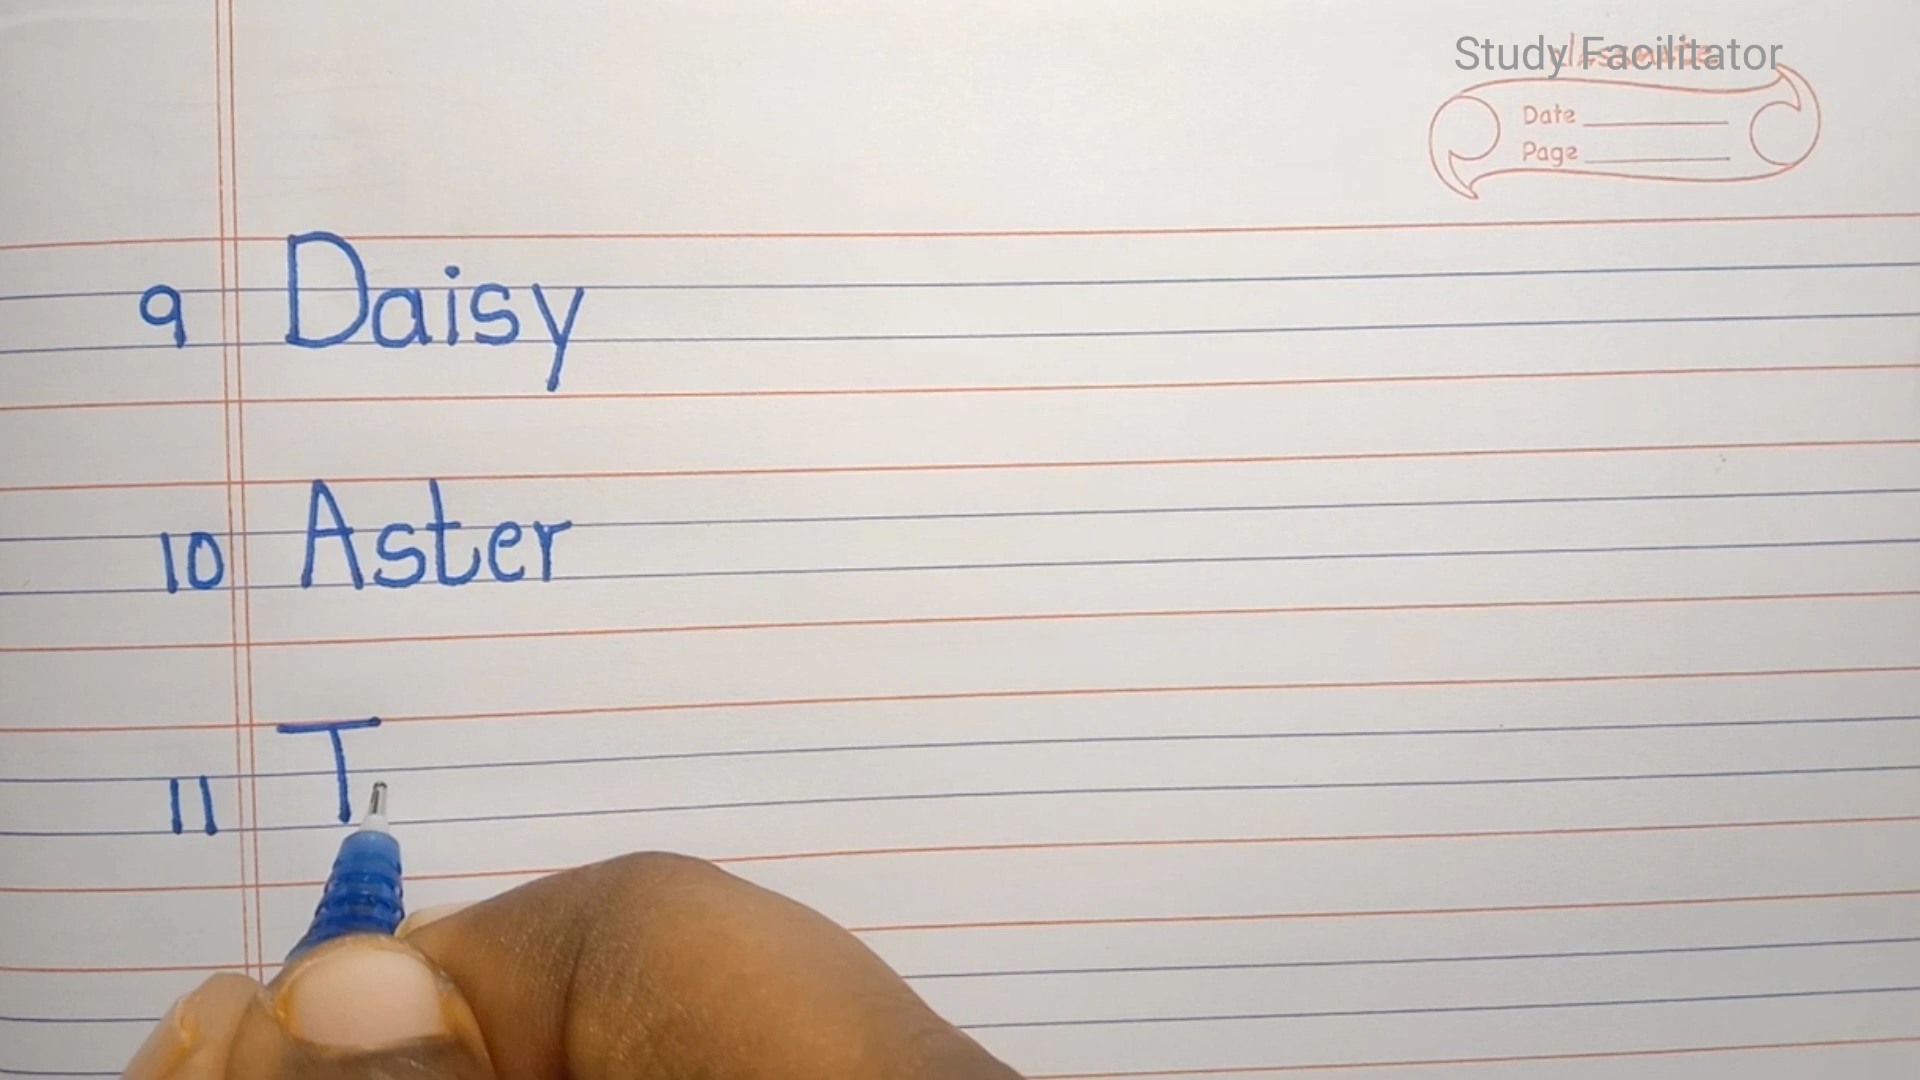 Study Facilitator
Date
Page
9 Daisy
10 Aster
11 T